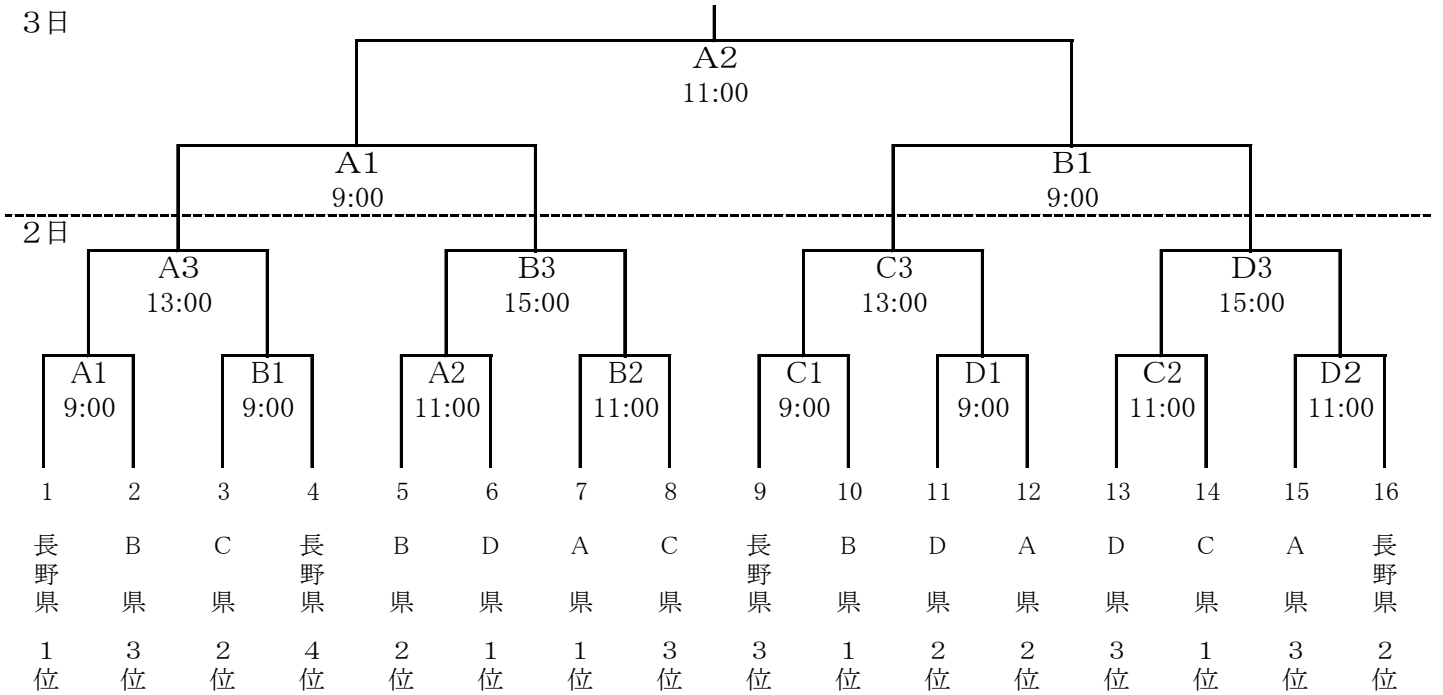 ３日
A2
11:00
A1 B1
9:00 9:00
２日
A3 B3 C3 D3
13:00 15:00 13:00 15:00
A1 B1 A2 B2 C1 D1 C2 D2
9:00 9:00 11:00 11:00 9:00 9:00 11:00 11:00
1 2 3 4 5 6 7 8 9 10 11 12 13 14 15 16
長野県１位
B県３位
C県２位
長野県４位
B県２位
D県１位
A県１位
C県３位
長野県３位
B県１位
D県２位
A県２位
D県３位
C県１位
A県３位
長野県２位